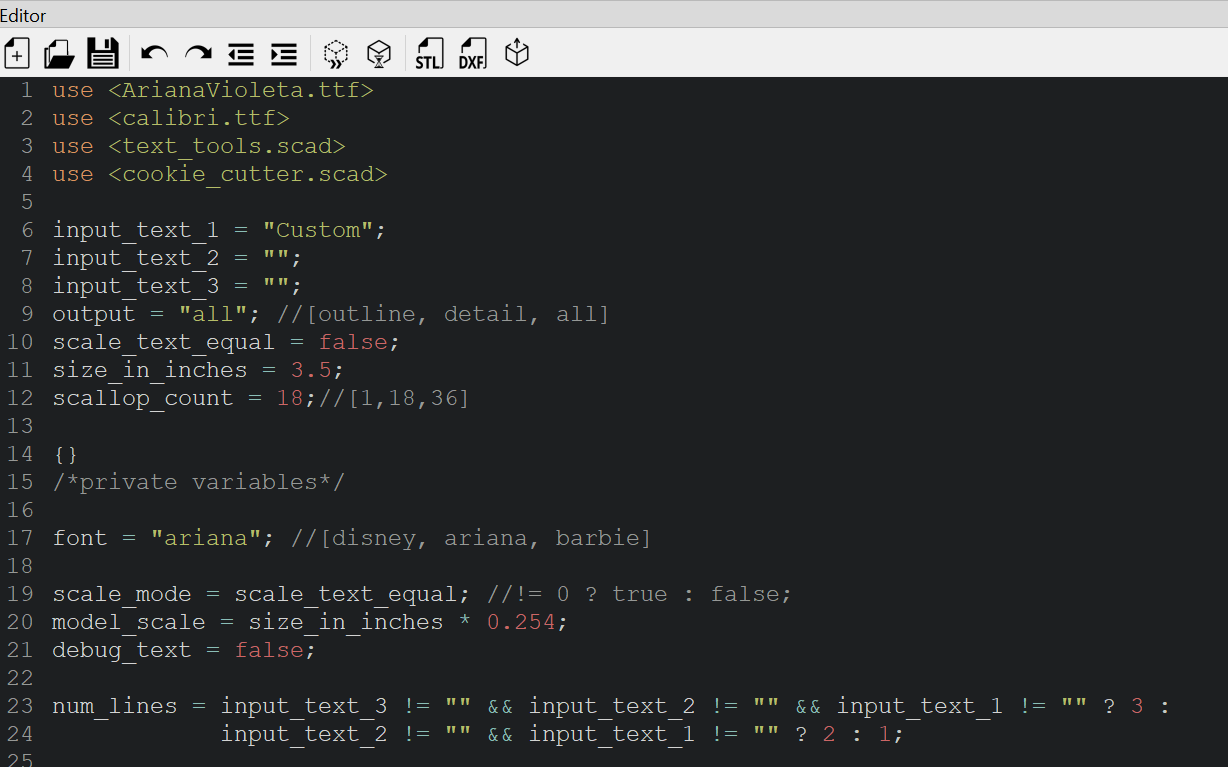 Editor
STL DXF
1 use <ArianaVioleta.ttf>
2 use <calibri.ttf>
3 use <text_tools.scad>
4 use <cookie_cutter.scad>
5
6 input_text_1 = "Custom";
7 input_text_2 = "";
8 input_text_3 = "";
9 output = "all"; //[outline, detail, all]
10 scale_text_equal = false;
11 size_in_inches = 3.5;
12 scallop_count = 18;//[1,18,36]
13
14 {}
15 /*private variables*/
16
17 font = "ariana"; //[disney, ariana, barbie]
18
19 scale_mode = scale_text_equal; //!= 0 ? true : false;
20 model_scale = size_in_inches * 0.254;
21 debug_text = false;
22
23 num_lines = input_text_3 != "" && input_text_2 != "" && input_text_1 != "" ? 3 :
24 input_text_2 != "" && input_text_1 != "" ? 2 : 1;
25